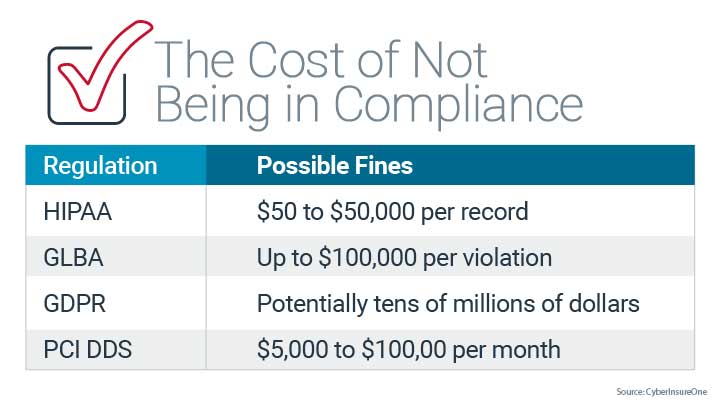 The Cost of Not
Being in Compliance
Regulation Possible Fines
HIPAA $50 to $50,000 per record
GLBA Up to $100,000 per violation
GDPR Potentially tens of millions of dollars
PCI DDS $5,000 to $100,00 per month
Source: CyberInsureOne